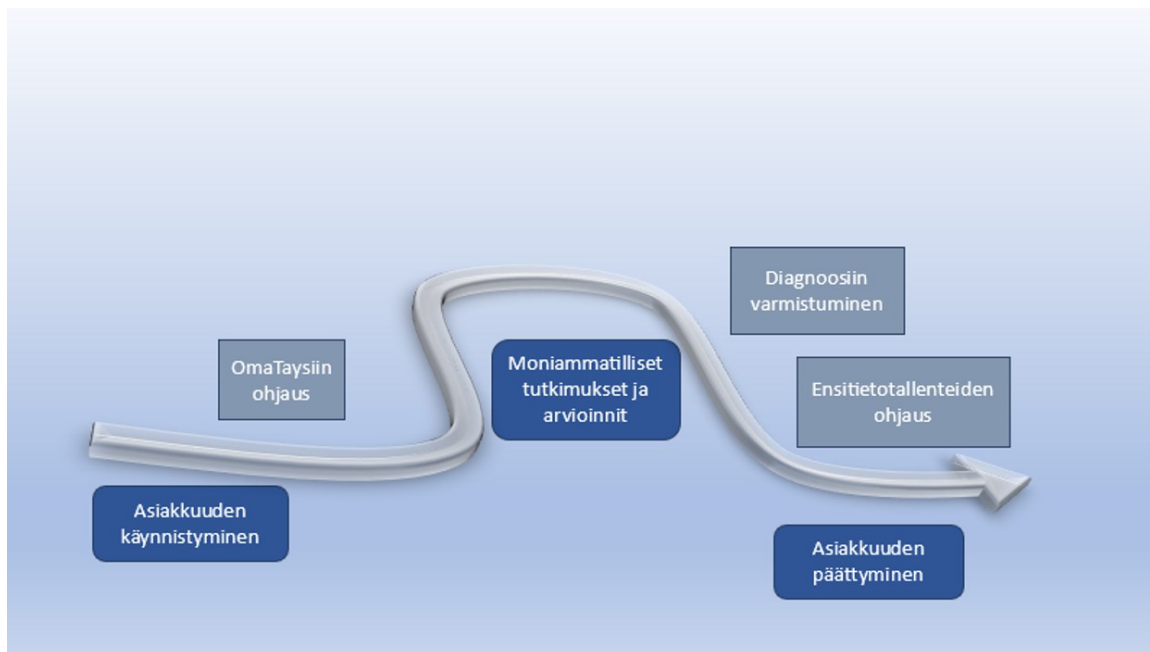 Diagnoosiin
varmistuminen
OmaTaysiin
ohjaus
Moniammatilliset
tutkimukset ja
arvioinnit
Ensitietotallenteiden
ohjaus
Asiakkuuden
käynnistyminen
Asiakkuuden
päättyminen